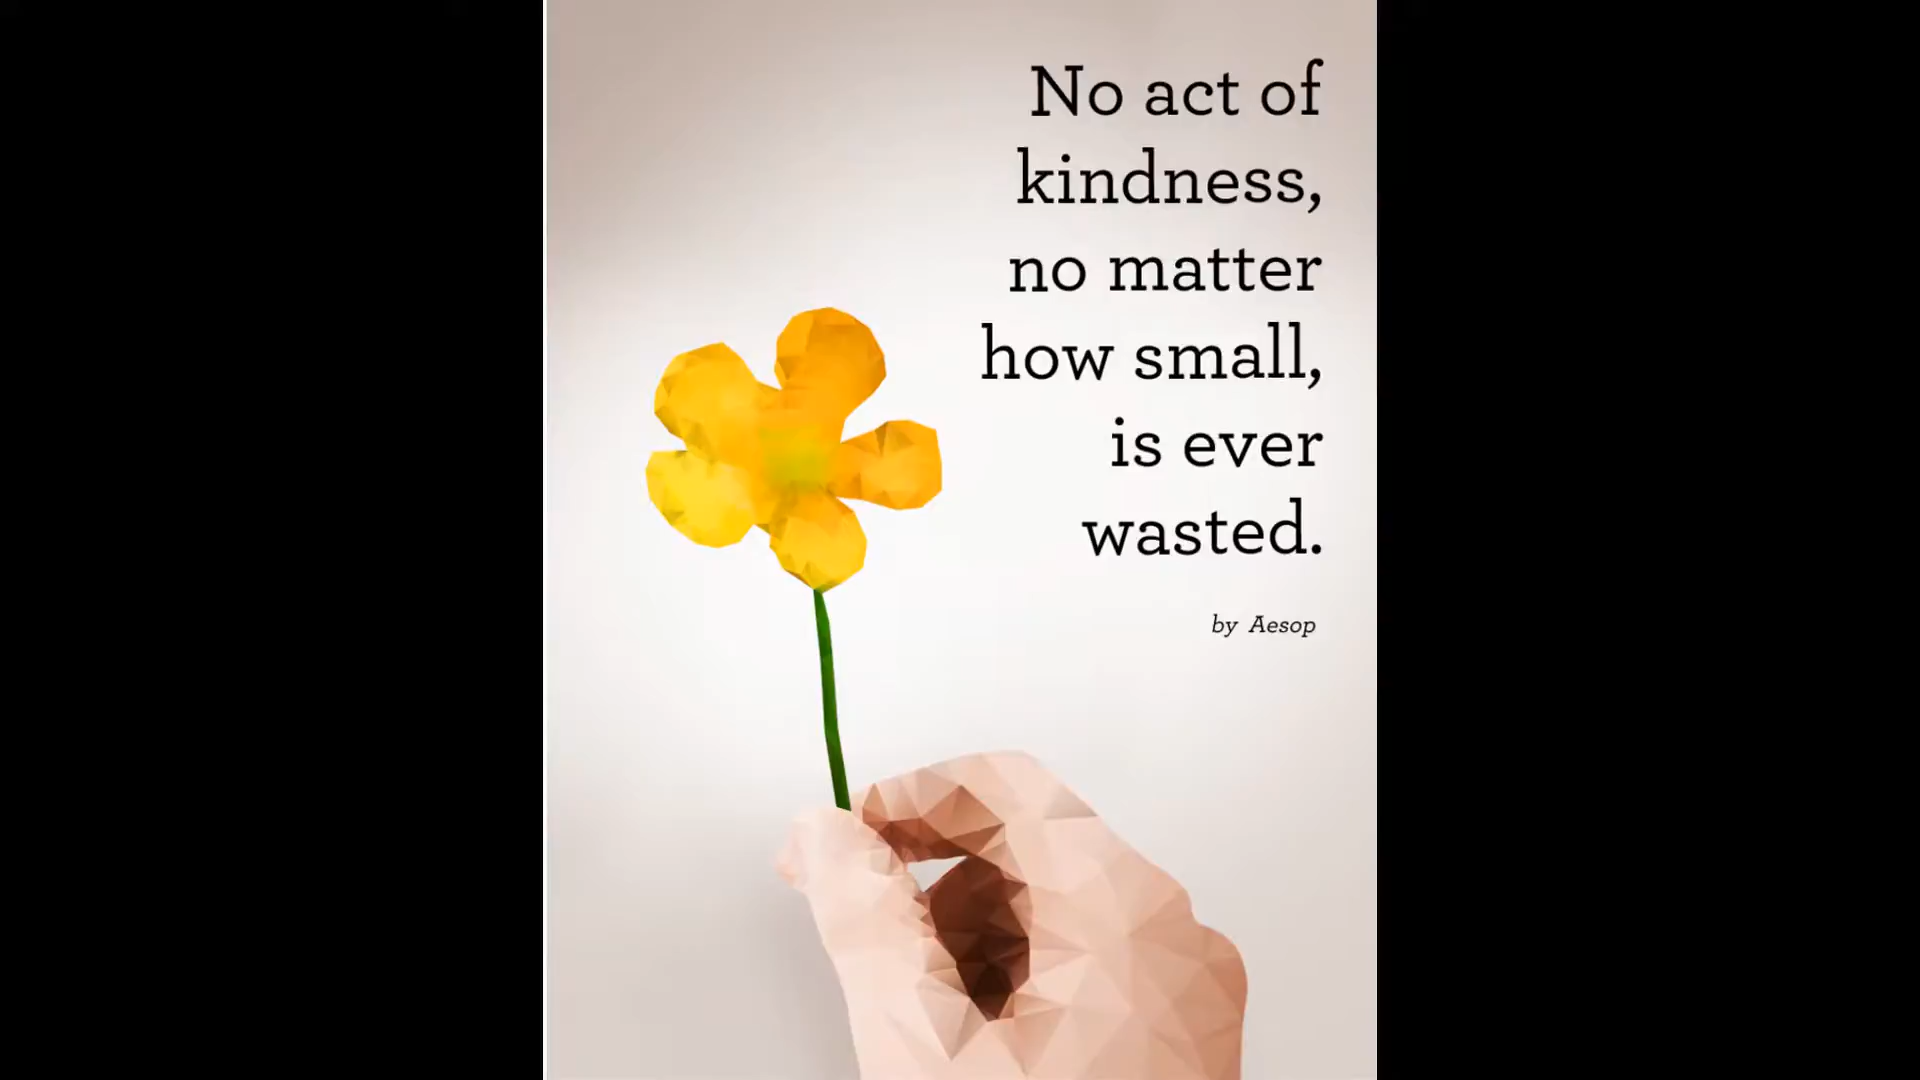 No act of
kindness,
no matter
how small,
is ever
wasted.
by Aesop